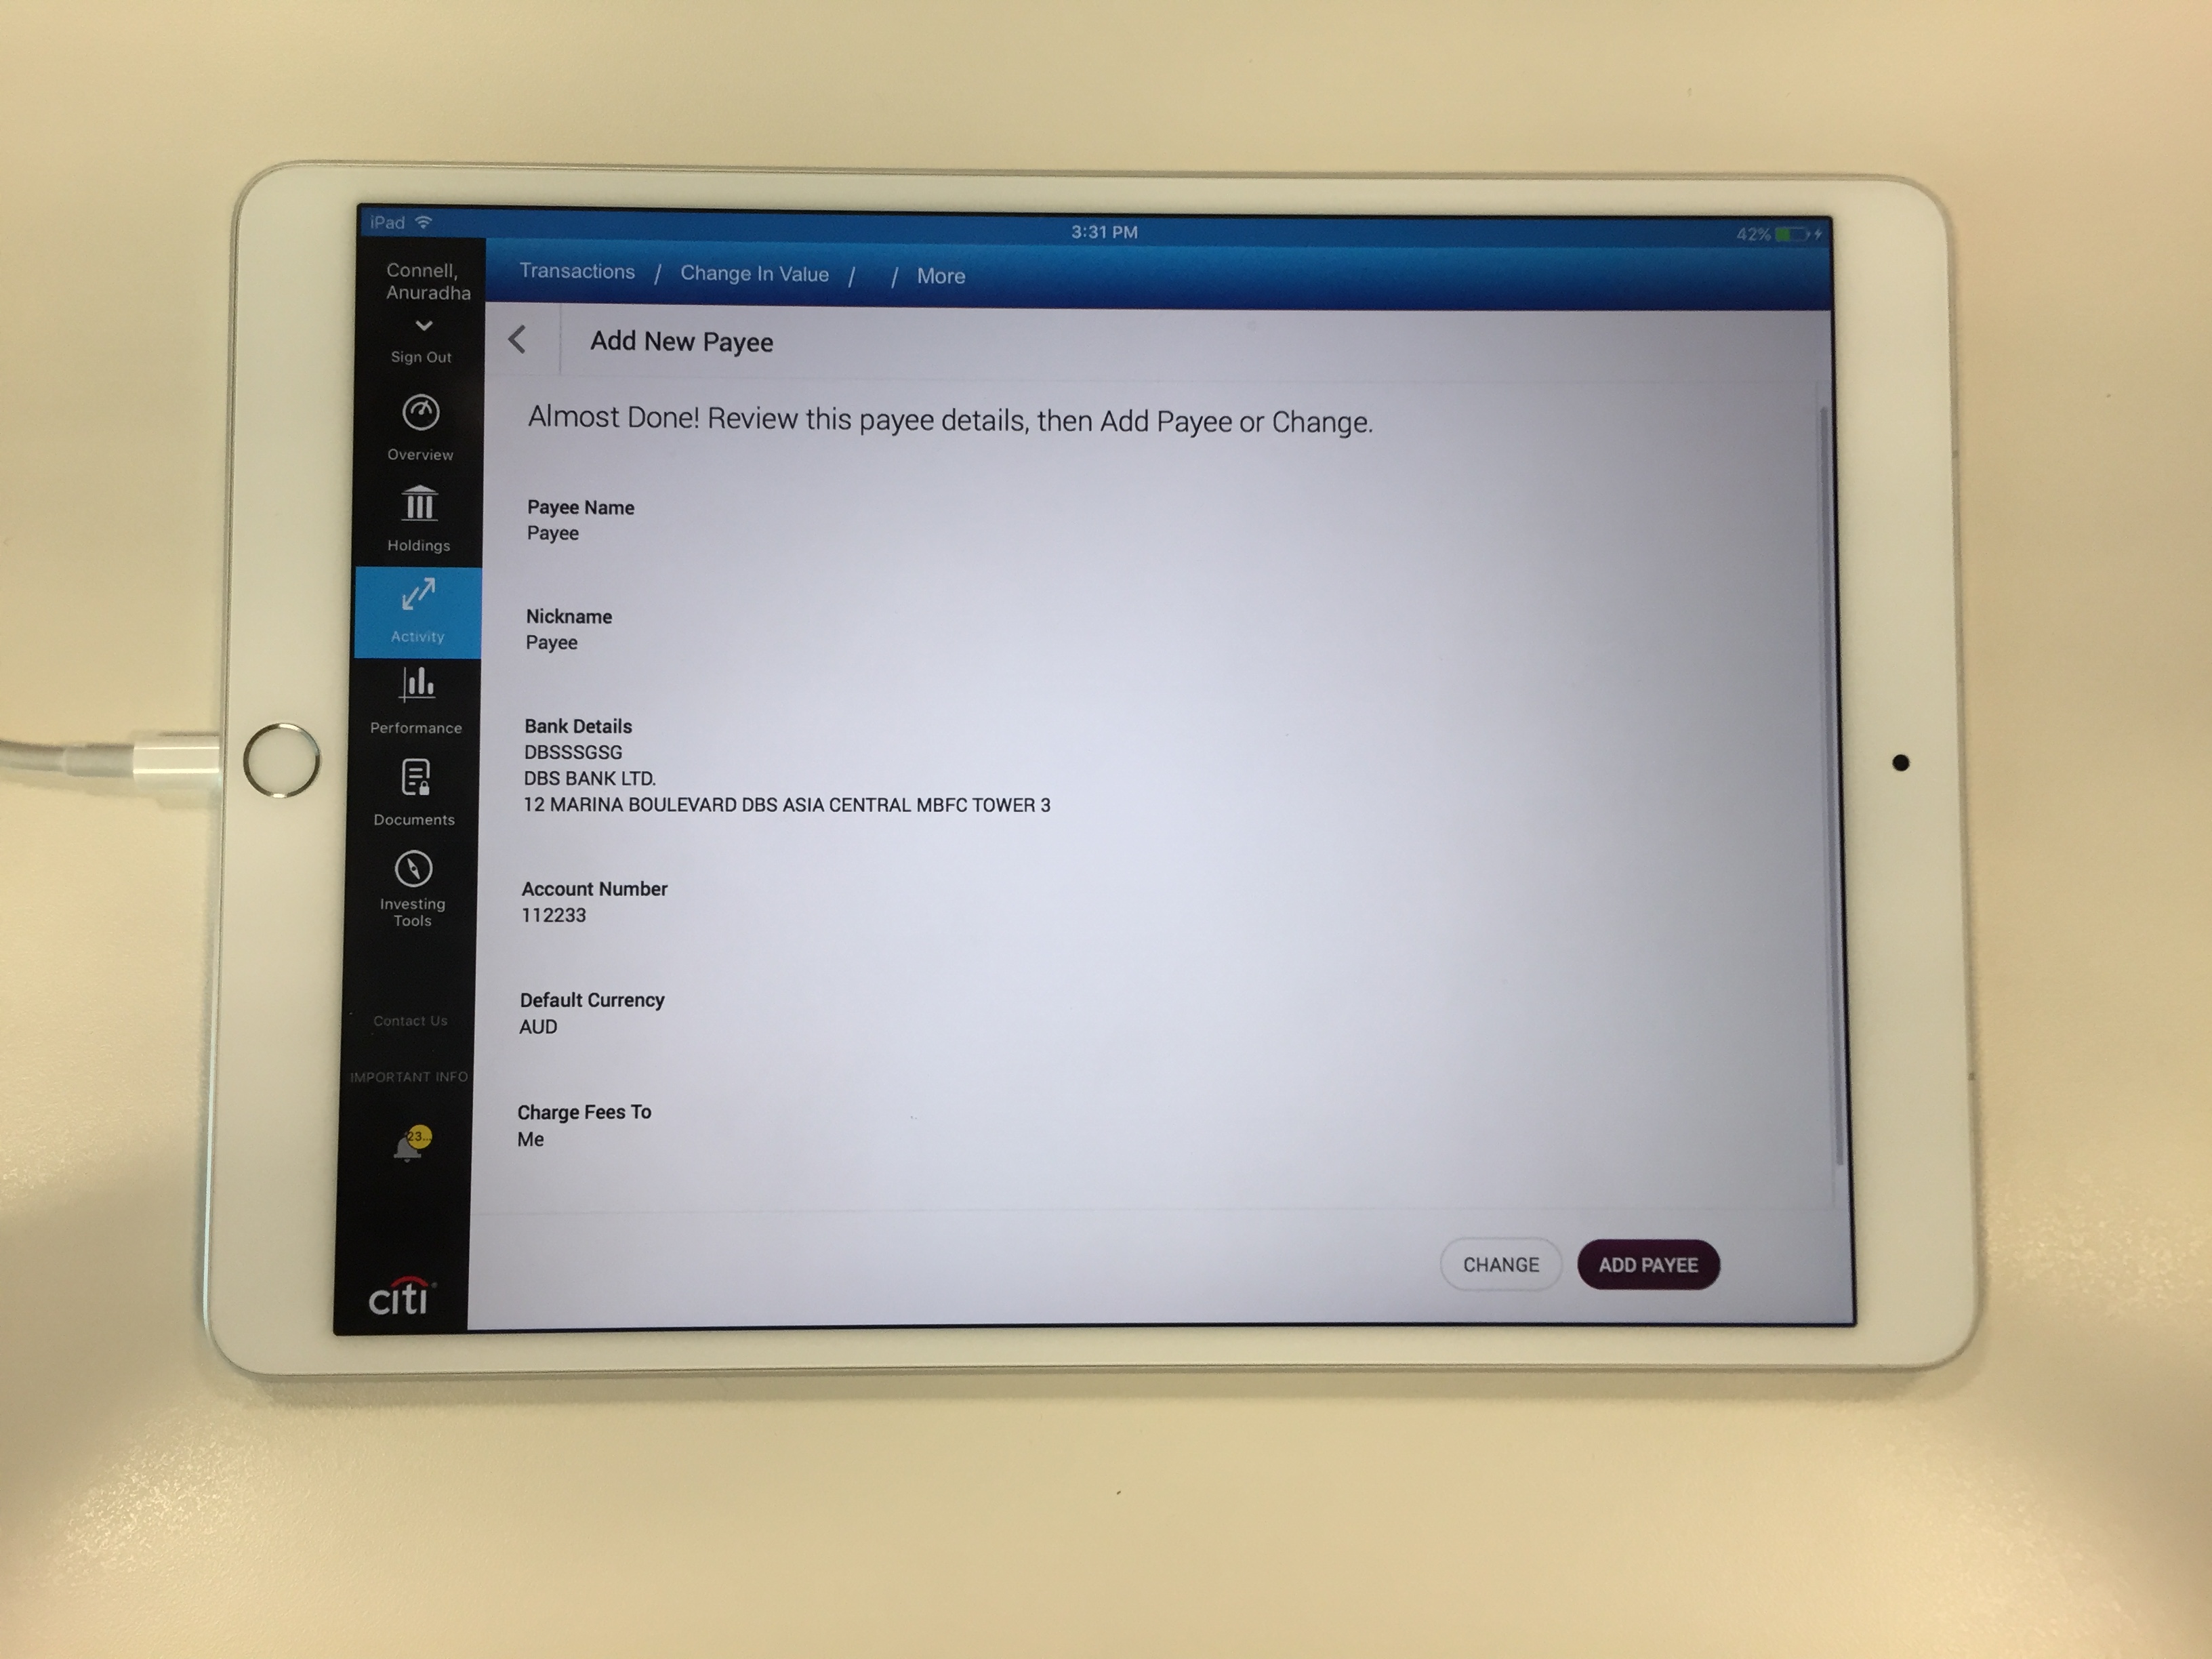 iPad
3:31 PM
42%
Connell,
Anuradha
Sign Out
Overview
Holdings
Activity
Performance
Documents
Investing
Tools
Contact Us
IMPORTANT INFO
23...
citi
Transactions / Change In Value / / More
Add New Payee
Almost Done! Review this payee details, then Add Payee or Change.
Payee Name
Payee
Nickname
Payee
Bank Details
DBSSSGSG
DBS BANK LTD.
12 MARINA BOULEVARD DBS ASIA CENTRAL MBFC TOWER 3
Account Number
112233
Default Currency
AUD
Charge Fees To
Me
CHANGE
ADD PAYEE